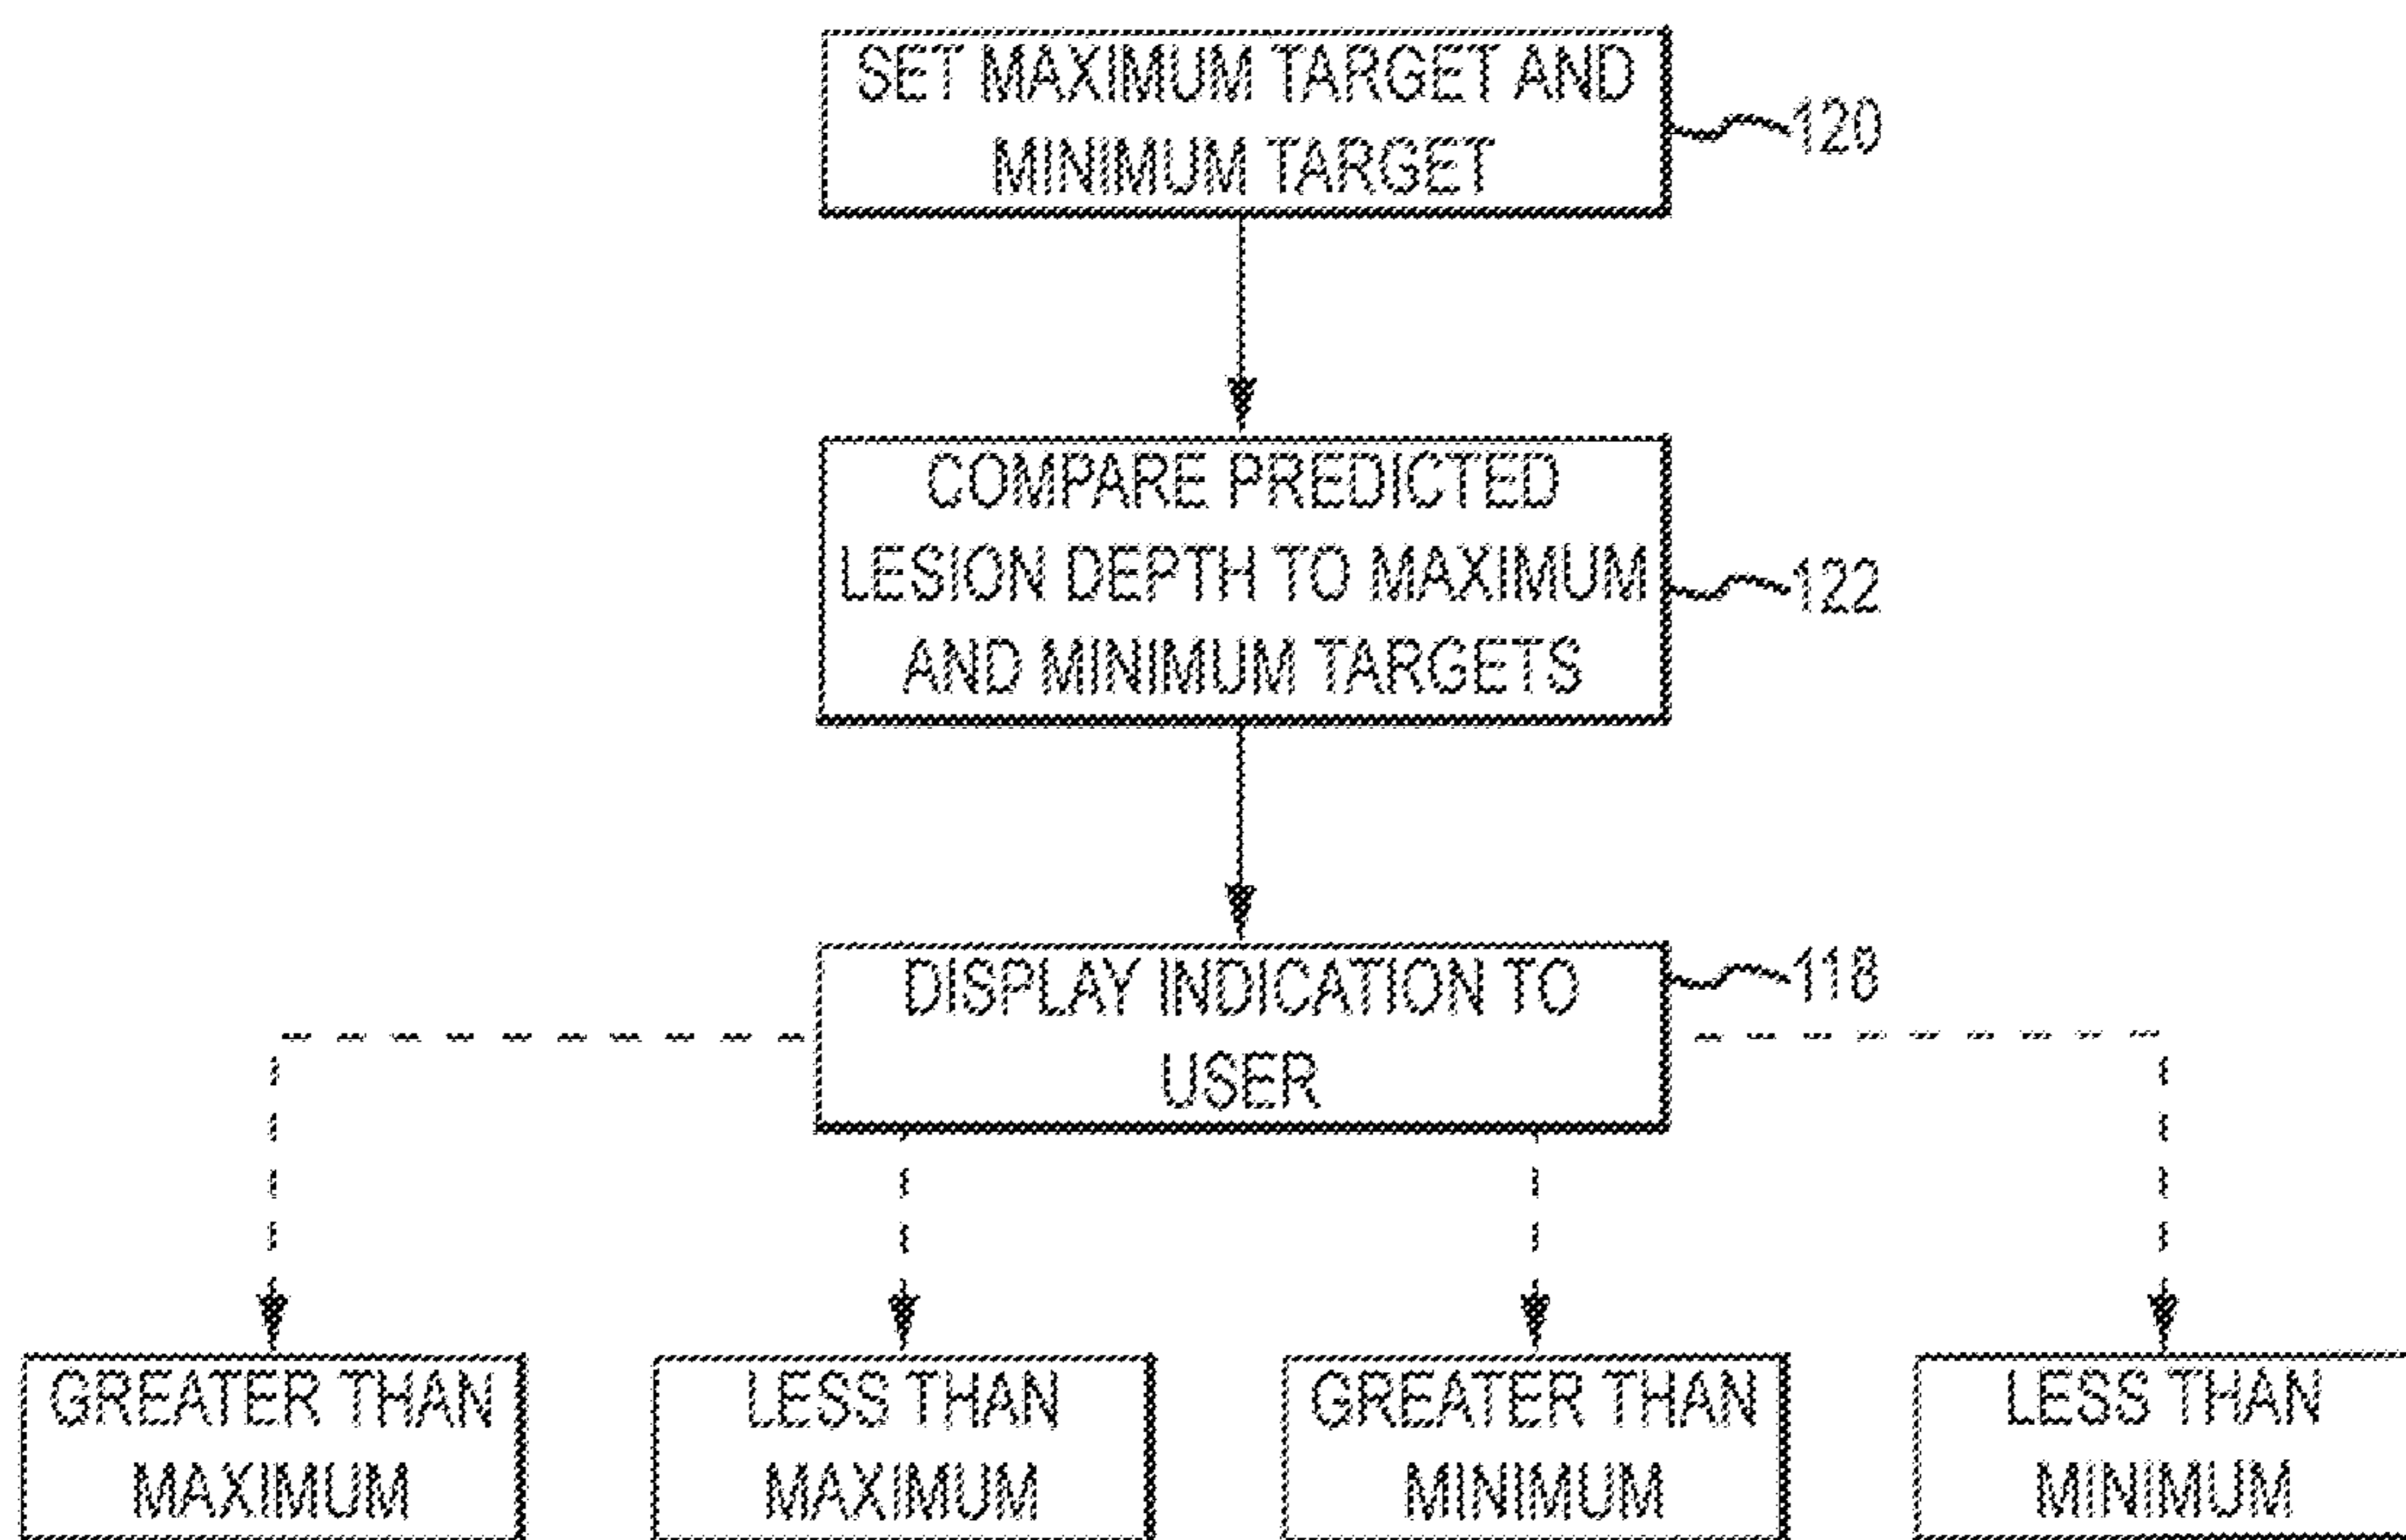 SET MAXIMUM TARGET AND
MINIMUM TARGET
120
COMPARE PREDICTED
LESION DEPTH TO MAXIMUM
AND MINIMUM TARGETS
122
DISPLAY INDICATION TO
USER
118
GREATER THAN
MAXIMUM
LESS THAN
MAXIMUM
GREATER THAN
MINIMUM
LESS THAN
MINIMUM